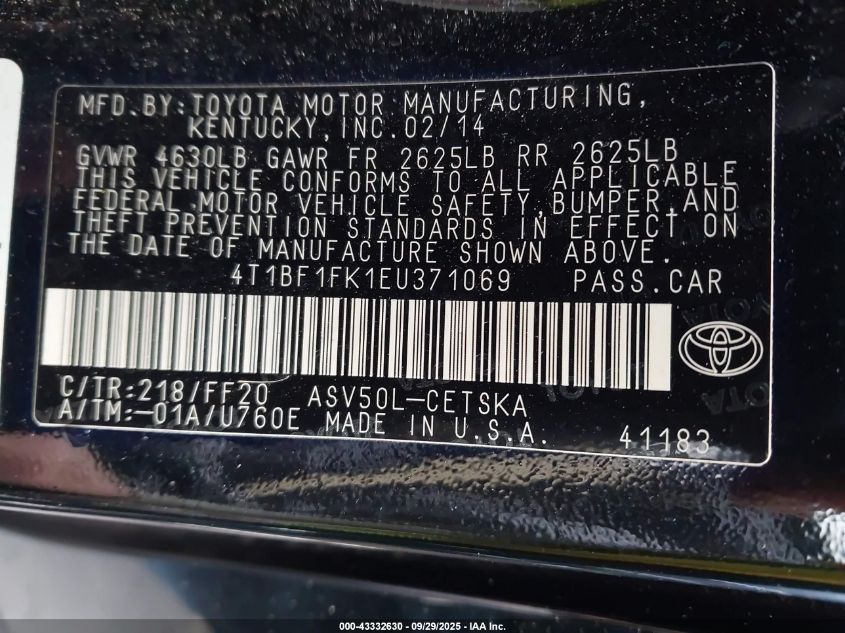 MFD. BY: TOYOTA MOTOR MANUFACTURING,
KENTUCKY, INC. 02/14
GVWR 4630LB GAWR FR 2625LB RR 2625LB
THIS VEHICLE CONFORMS TO ALL APPLICABLE
FEDERAL MOTOR VEHICLE SAFETY, BUMPER, AND
THEFT PREVENTION STANDARDS IN EFFECT ON
THE DATE OF MANUFACTURE SHOWN ABOVE.
4T1BF1FK1EU371069 PASS.CAR
C/TR:218/FF20 ASV50L-CETSKA
A/TM:-01A/U760E MADE IN U.S.A. 41183
000-43332630 - 09/29/2025 - IAA Inc.